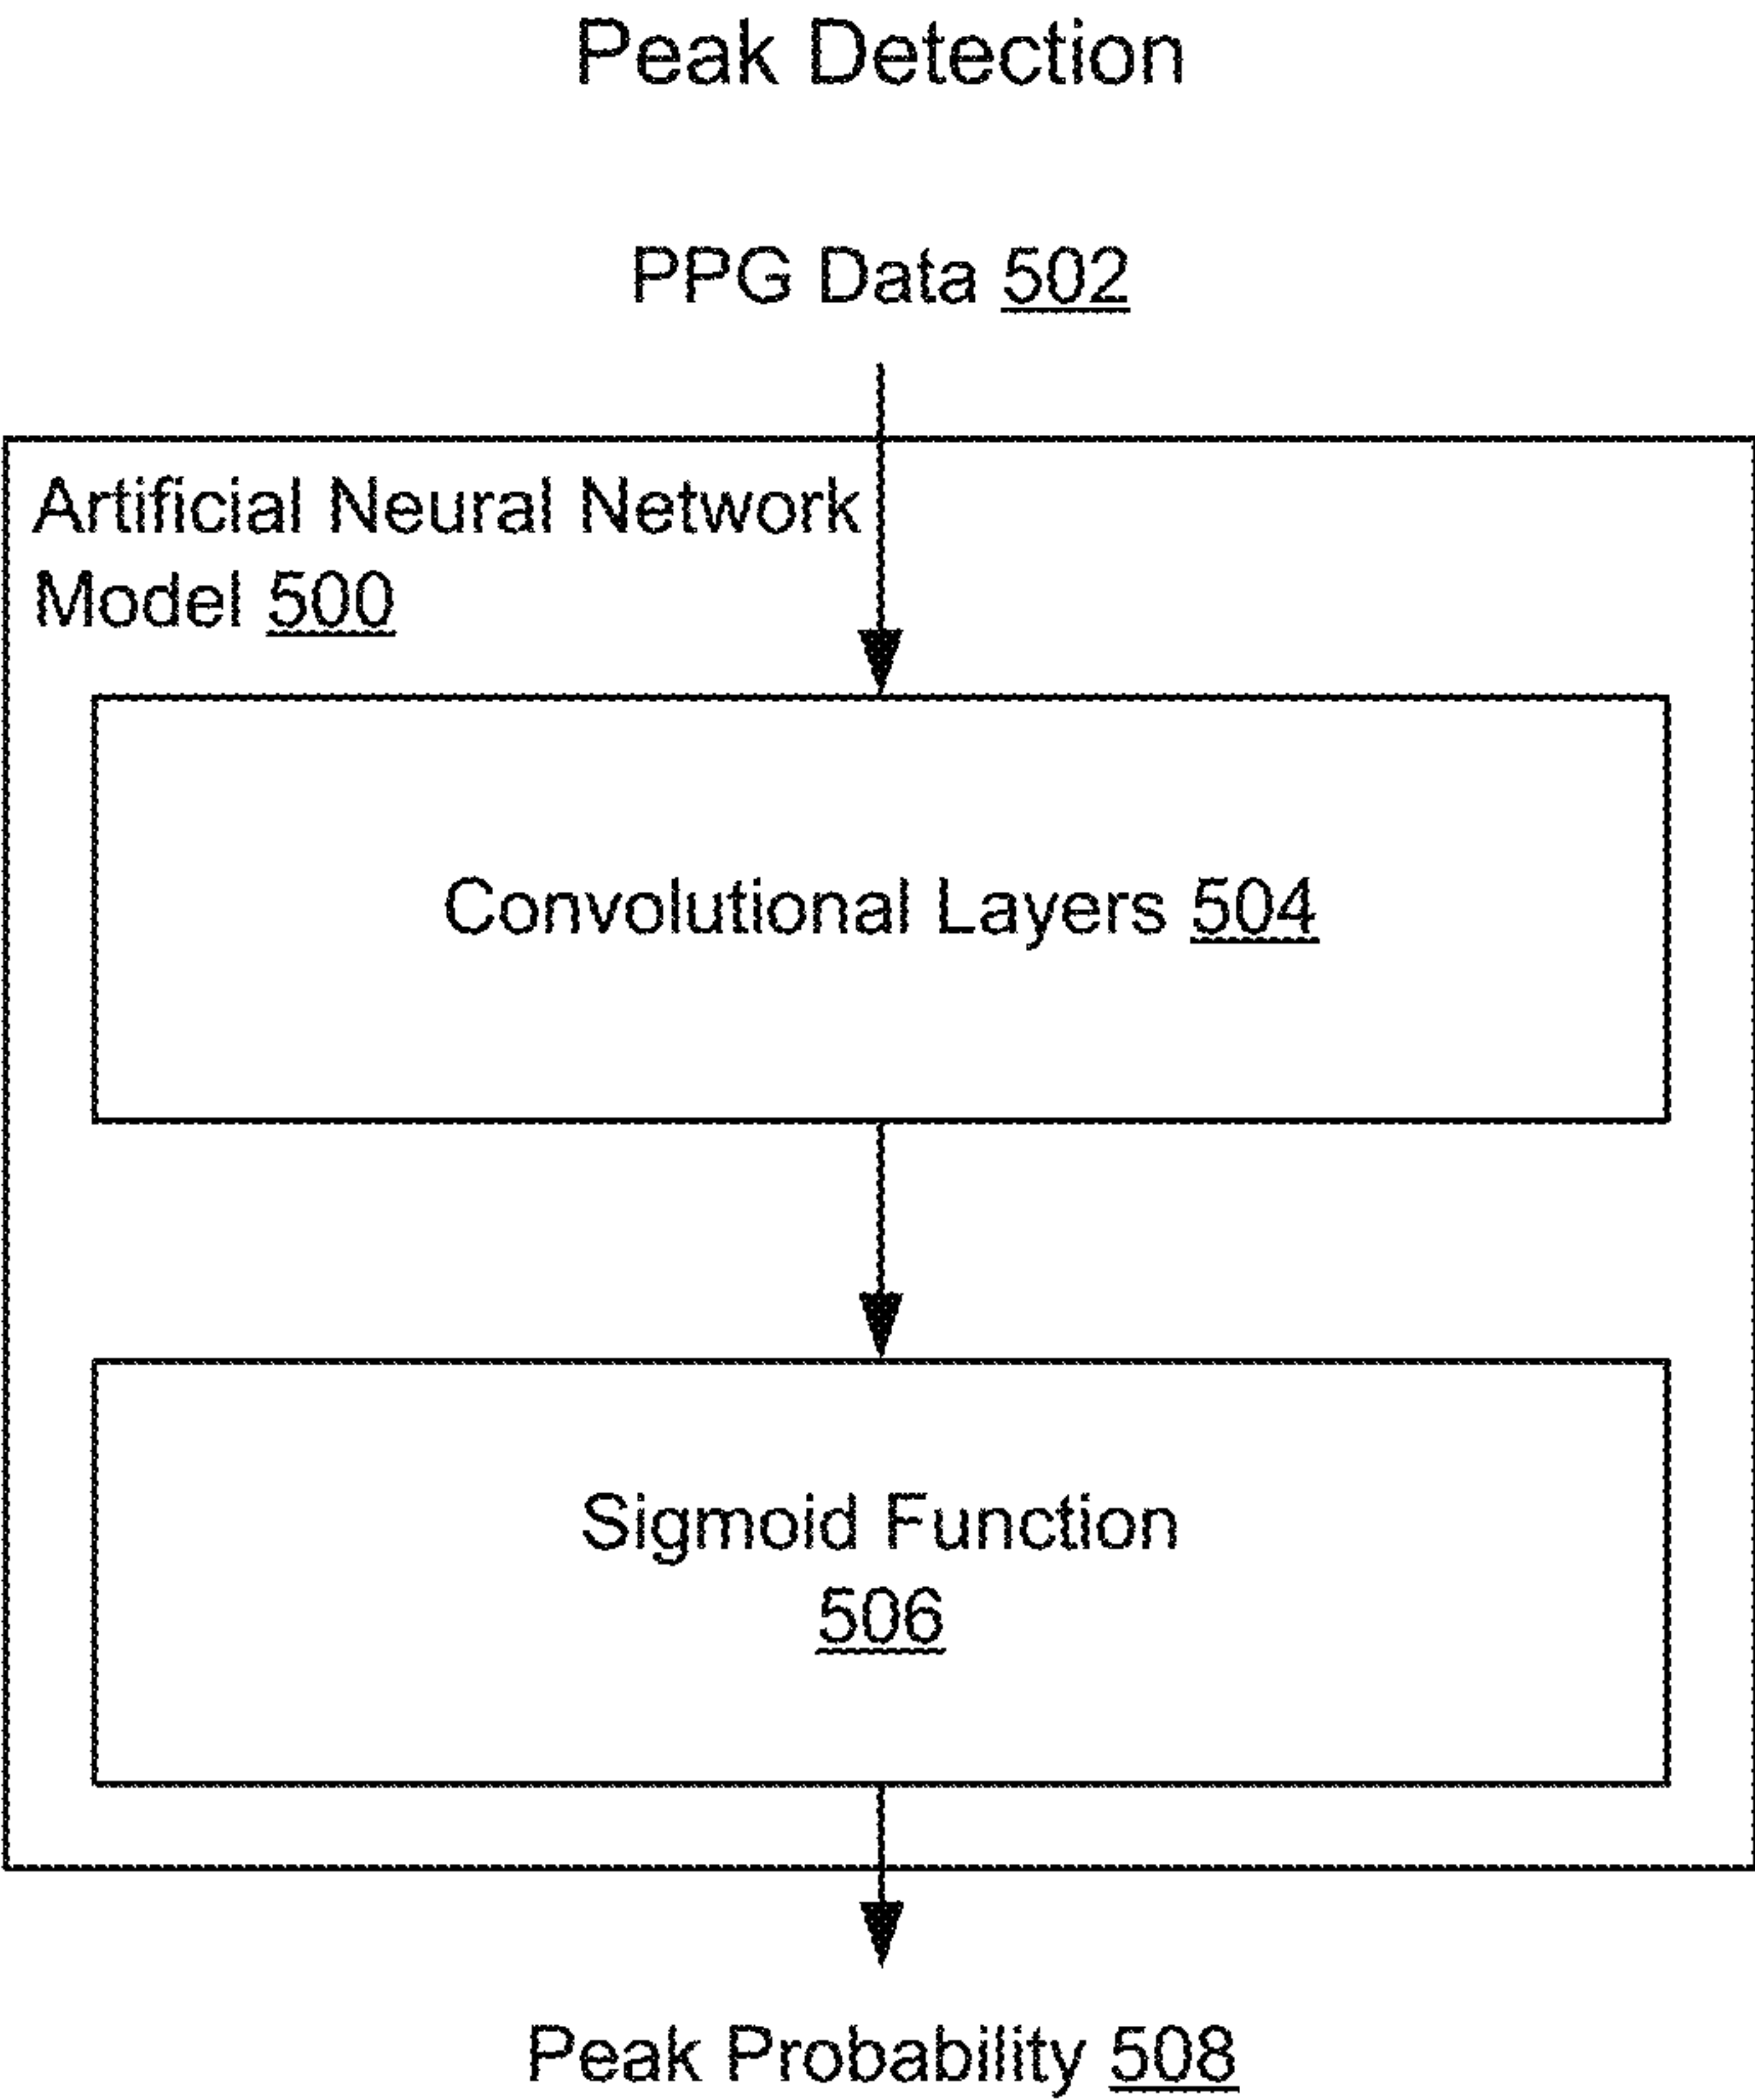 Peak Detection
PPG Data 502
Artificial Neural Network
Model 500
Convolutional Layers 504
Sigmoid Function
506
Peak Probability 508